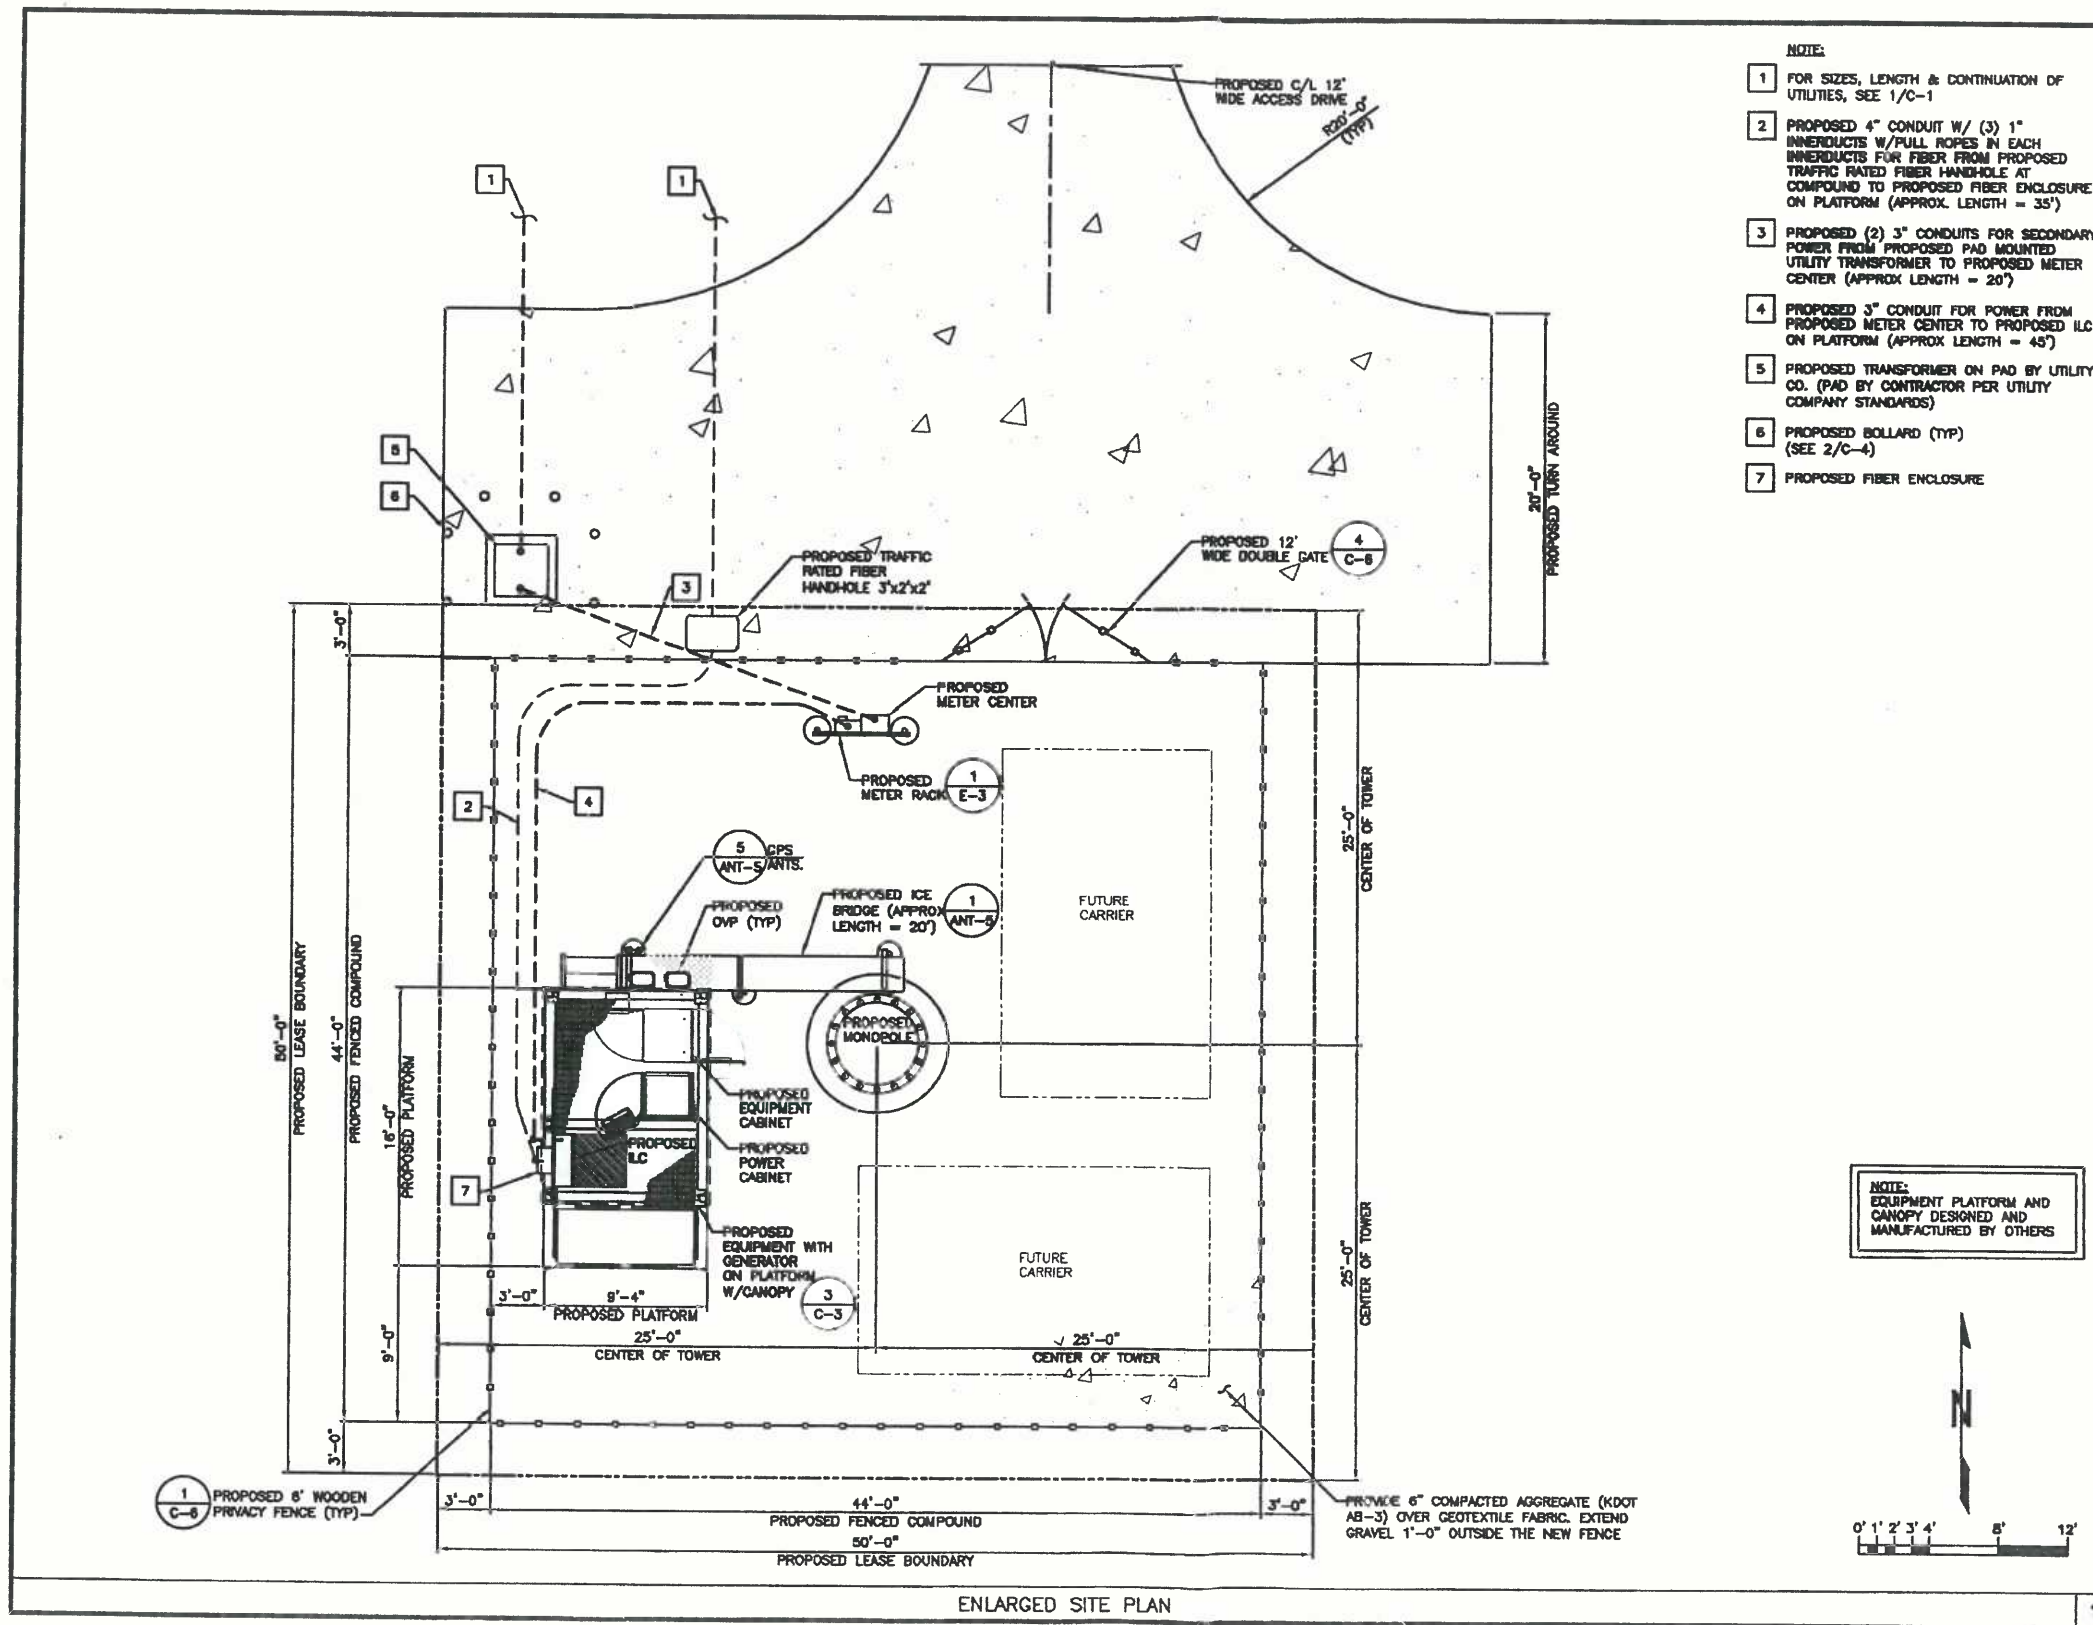 NOTE:
1 FOR SIZES, LENGTH & CONTINUATION OF
UTILITIES, SEE 1/C-1
2 PROPOSED 4" CONDUIT W/ (3) 1"
INNERDUCTS W/PULL ROPES IN EACH
INNERDUCTS FOR FIBER FROM PROPOSED
TRAFFIC RATED FIBER HANDHOLE AT
COMPOUND TO PROPOSED FIBER ENCLOSURE
ON PLATFORM (APPROX. LENGTH = 35')
3 PROPOSED (2) 3" CONDUITS FOR SECONDARY
POWER FROM PROPOSED PAD MOUNTED
UTILITY TRANSFORMER TO PROPOSED METER
CENTER (APPROX LENGTH = 20')
4 PROPOSED 3" CONDUIT FOR POWER FROM
PROPOSED METER CENTER TO PROPOSED ILC
ON PLATFORM (APPROX LENGTH = 45')
5 PROPOSED TRANSFORMER ON PAD BY UTILITY
CO. (PAD BY CONTRACTOR PER UTILITY
COMPANY STANDARDS)
6 PROPOSED BOLLARD (TYP)
(SEE 2/C-4)
7 PROPOSED FIBER ENCLOSURE
PROPOSED C/L 12'
WIDE ACCESS DRIVE
R20'-0"
(TYP)
1
1
5
6
3
PROPOSED TRAFFIC
RATED FIBER
HANDHOLE 3'x2'x2'
PROPOSED 12'
WIDE DOUBLE GATE
4
C-6
20'-0"
PROPOSED TURN AROUND
3'-0"
PROPOSED
METER CENTER
PROPOSED
METER RACK
1
E-3
2
4
5
ANT-5
GPS
ANTS.
PROPOSED
OVP (TYP)
PROPOSED ICE
BRIDGE (APPROX
LENGTH = 20')
1
ANT-5
FUTURE
CARRIER
25'-0"
CENTER OF TOWER
50'-0"
PROPOSED LEASE BOUNDARY
44'-0"
PROPOSED FENCED COMPOUND
16'-0"
PROPOSED PLATFORM
PROPOSED
MONOPOLE
PROPOSED
EQUIPMENT
CABINET
PROPOSED
ILC
PROPOSED
POWER
CABINET
7
PROPOSED
EQUIPMENT WITH
GENERATOR
ON PLATFORM
W/CANOPY
3
C-3
FUTURE
CARRIER
25'-0"
CENTER OF TOWER
3'-0"
9'-4"
PROPOSED PLATFORM
9'-0"
25'-0"
CENTER OF TOWER
25'-0"
CENTER OF TOWER
3'-0"
1
C-6
PROPOSED 6' WOODEN
PRIVACY FENCE (TYP)
3'-0"
44'-0"
PROPOSED FENCED COMPOUND
3'-0"
50'-0"
PROPOSED LEASE BOUNDARY
PROVIDE 6" COMPACTED AGGREGATE (KDOT
AB-3) OVER GEOTEXTILE FABRIC. EXTEND
GRAVEL 1'-0" OUTSIDE THE NEW FENCE
NOTE:
EQUIPMENT PLATFORM AND
CANOPY DESIGNED AND
MANUFACTURED BY OTHERS
N
0' 1' 2' 3' 4' 8' 12'
ENLARGED SITE PLAN